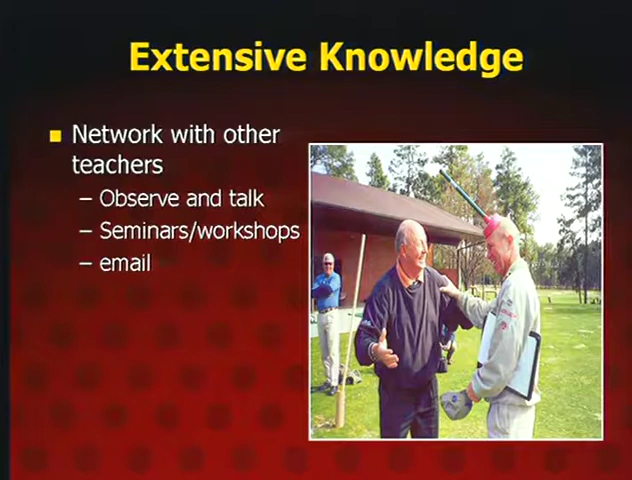 Extensive Knowledge
Network with other
teachers
– Observe and talk
– Seminars/workshops
– email